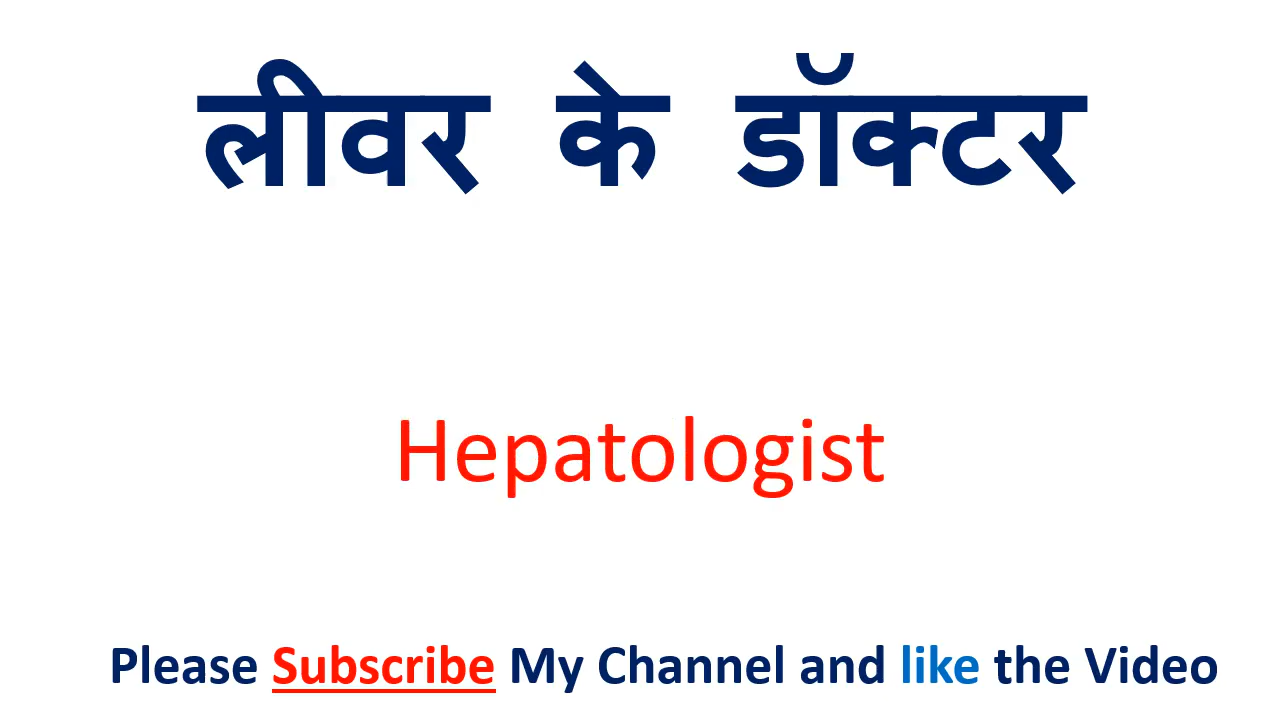 लीवर के डॉक्टर
Hepatologist
Please Subscribe My Channel and like the Video